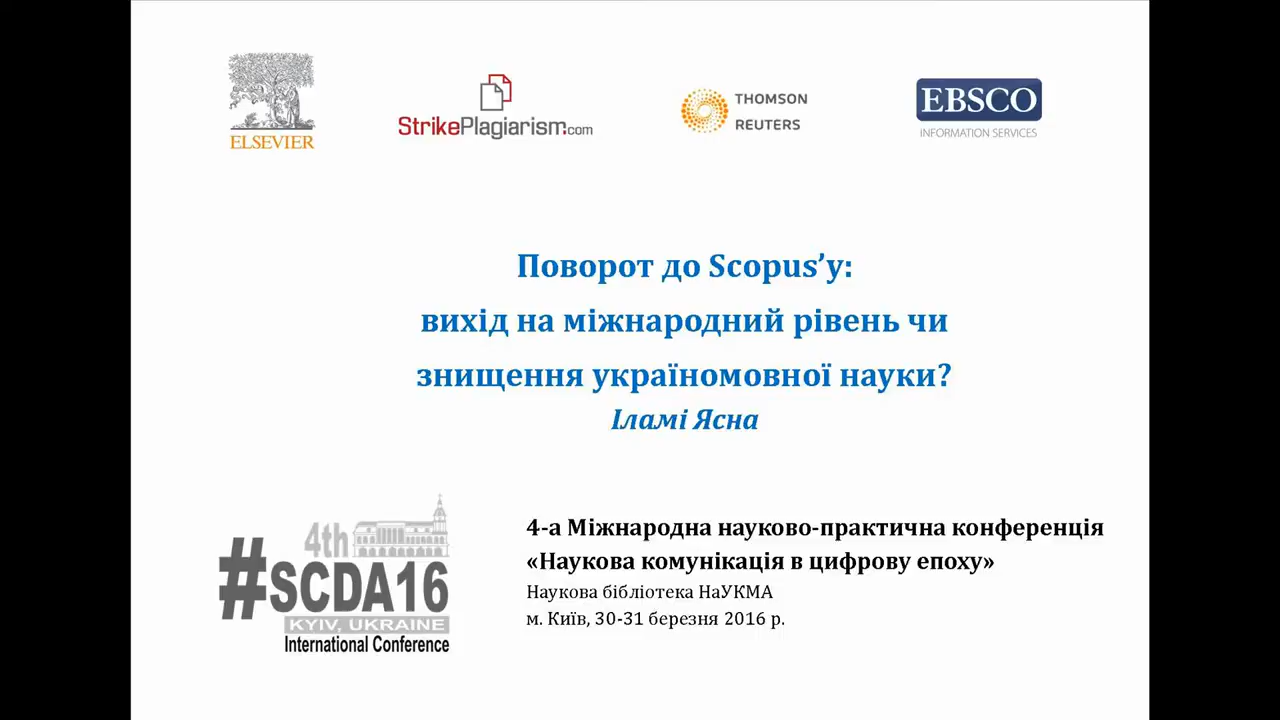 ELSEVIER
StrikePlagiarism.com
THOMSON
REUTERS
EBSCO
INFORMATION SERVICES
Поворот до Scopus’у:
вихід на міжнародний рівень чи
знищення україномовної науки?
Іламі Ясна
4th
#SCDA16
KYIV, UKRAINE
International Conference
4-а Міжнародна науково-практична конференція
«Наукова комунікація в цифрову епоху»
Наукова бібліотека НаУКМА
м. Київ, 30-31 березня 2016 р.